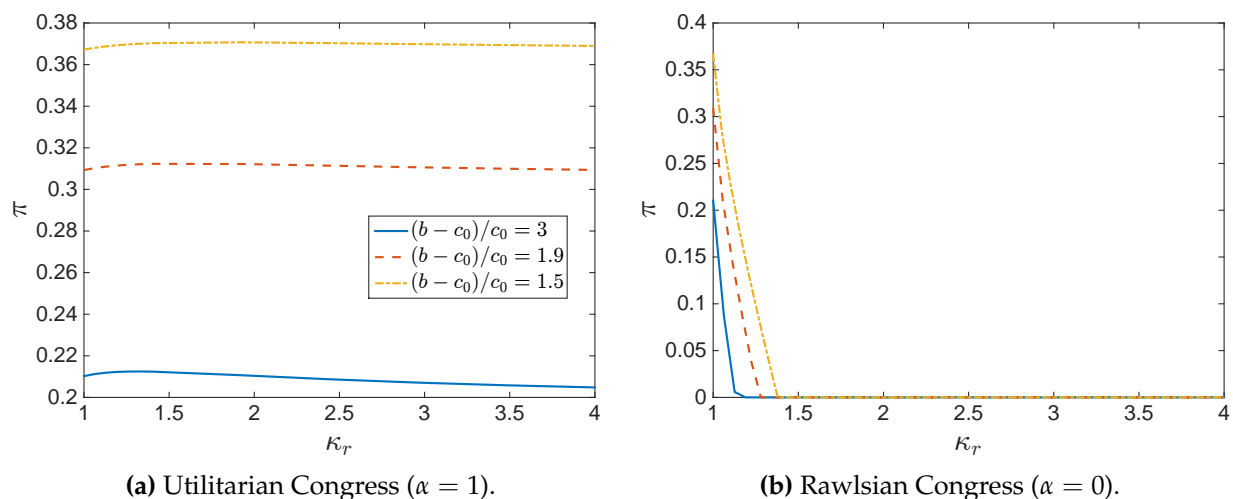 0.38
0.36
0.34
0.32
0.3
0.28
0.26
0.24
0.22
0.2
π
1 1.5 2 2.5 3 3.5 4
κ_r
(b − c₀)/c₀ = 3
(b − c₀)/c₀ = 1.9
(b − c₀)/c₀ = 1.5
(a) Utilitarian Congress (α = 1).
0.4
0.35
0.3
0.25
0.2
0.15
0.1
0.05
0
π
1 1.5 2 2.5 3 3.5 4
κ_r
(b) Rawlsian Congress (α = 0).